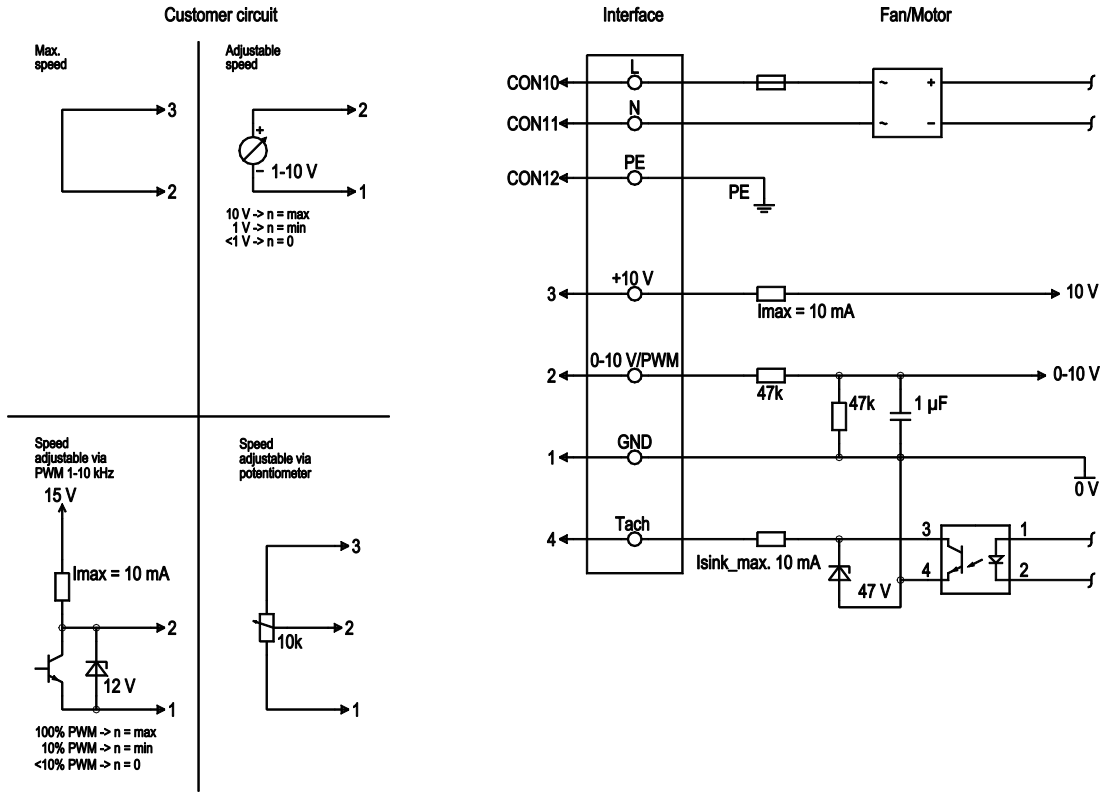 Customer circuit
Interface
Fan/Motor
Max.
speed
3
2
Adjustable
speed
2
+
–
1-10 V
1
10 V -> n = max
1 V -> n = min
<1 V -> n = 0
Speed
adjustable via
PWM 1-10 kHz
15 V
Imax = 10 mA
2
12 V
1
100% PWM -> n = max
10% PWM -> n = min
<10% PWM -> n = 0
Speed
adjustable via
potentiometer
3
2
10k
1
L
CON10
~ +
N
CON11
~ –
PE
CON12
PE
+10 V
3
10 V
Imax = 10 mA
0-10 V/PWM
2
0-10 V
47k
47k
1 µF
GND
1
0 V
Tach
4
3
1
Isink_max. 10 mA
4
2
47 V